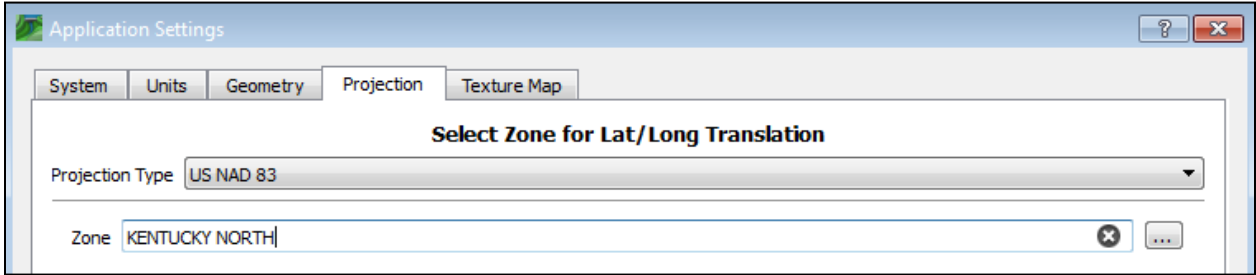 Application Settings
System Units Geometry Projection Texture Map
Select Zone for Lat/Long Translation
Projection Type US NAD 83
Zone KENTUCKY NORTH ...